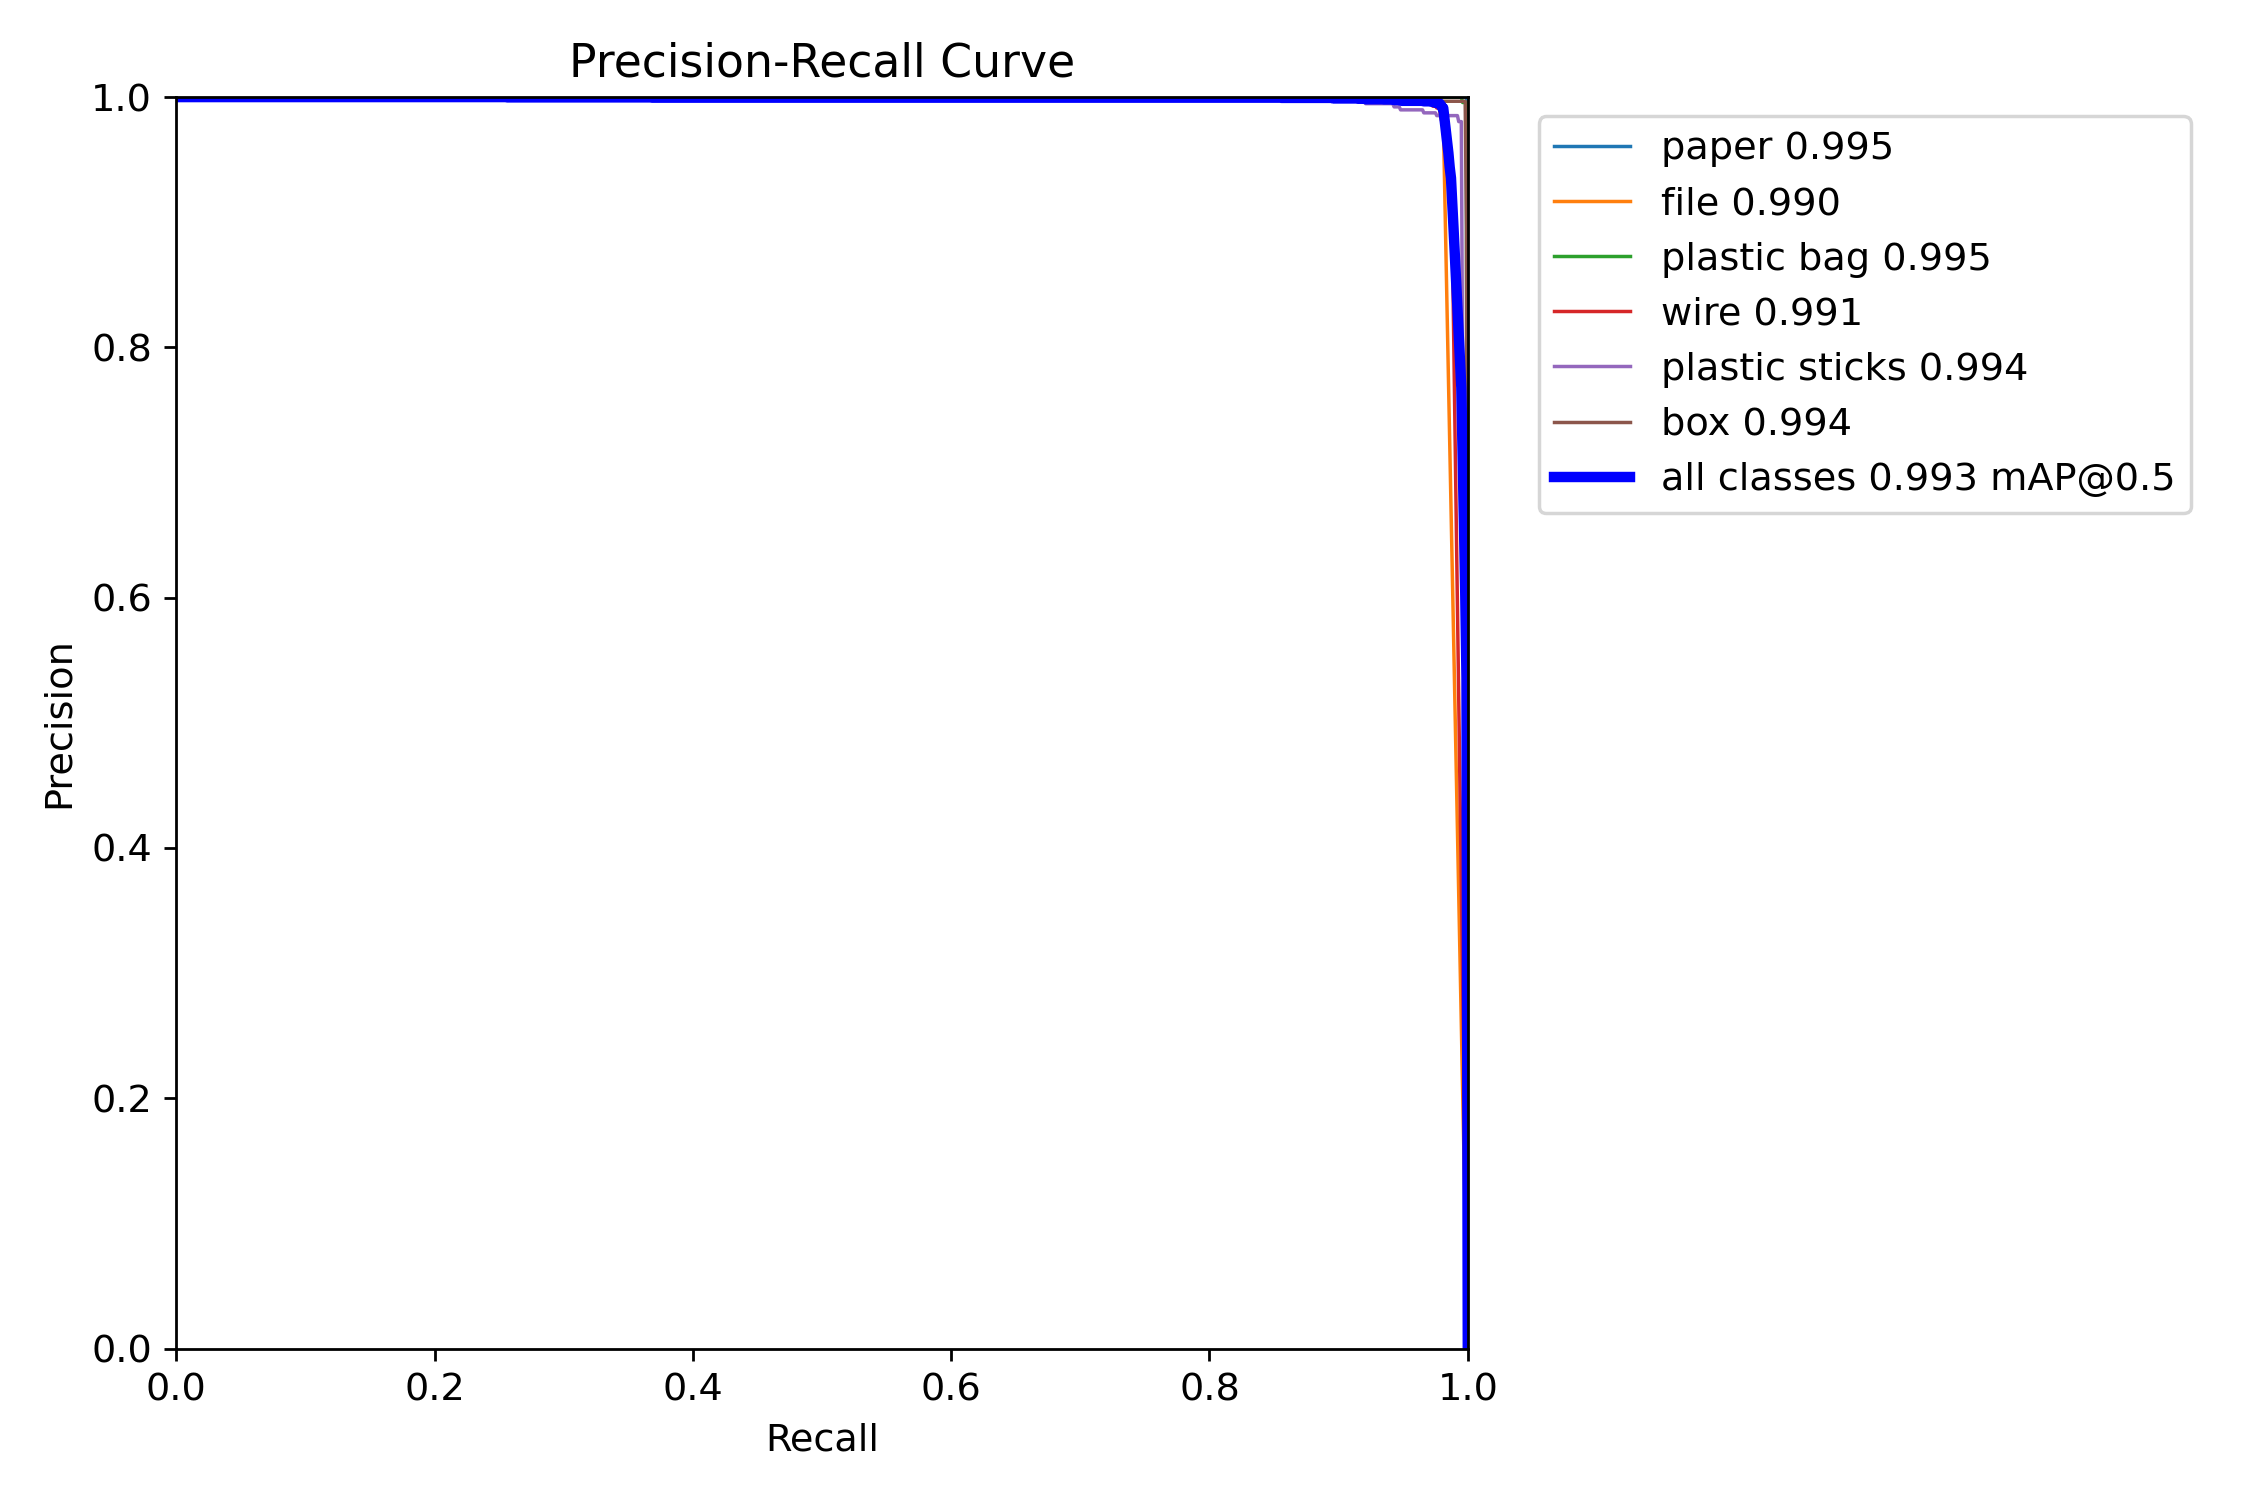 Precision-Recall Curve
1.0
0.8
0.6
0.4
0.2
0.0
Precision
0.0 0.2 0.4 0.6 0.8 1.0
Recall
paper 0.995
file 0.990
plastic bag 0.995
wire 0.991
plastic sticks 0.994
box 0.994
all classes 0.993 mAP@0.5